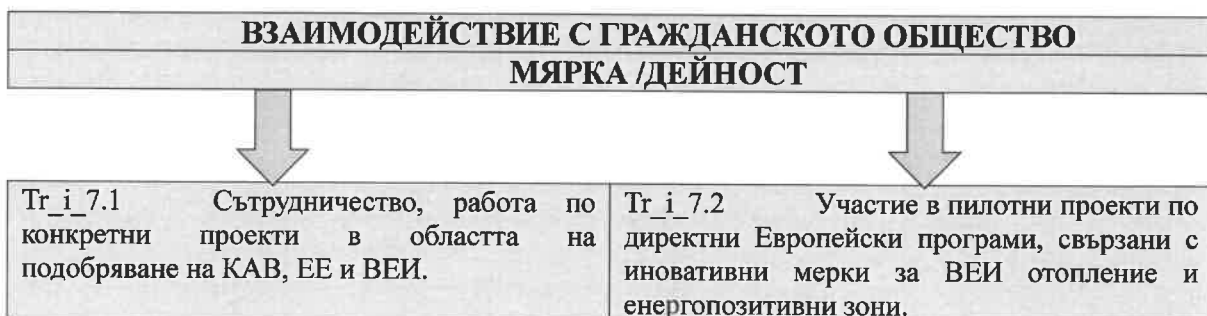 ВЗАИМОДЕЙСТВИЕ С ГРАЖДАНСКОТО ОБЩЕСТВО
МЯРКА /ДЕЙНОСТ
Tr_i_7.1 Сътрудничество, работа по
конкретни проекти в областта на
подобряване на КАВ, ЕЕ и ВЕИ.
Tr_i_7.2 Участие в пилотни проекти по
директни Европейски програми, свързани с
иновативни мерки за ВЕИ отопление и
енергопозитивни зони.